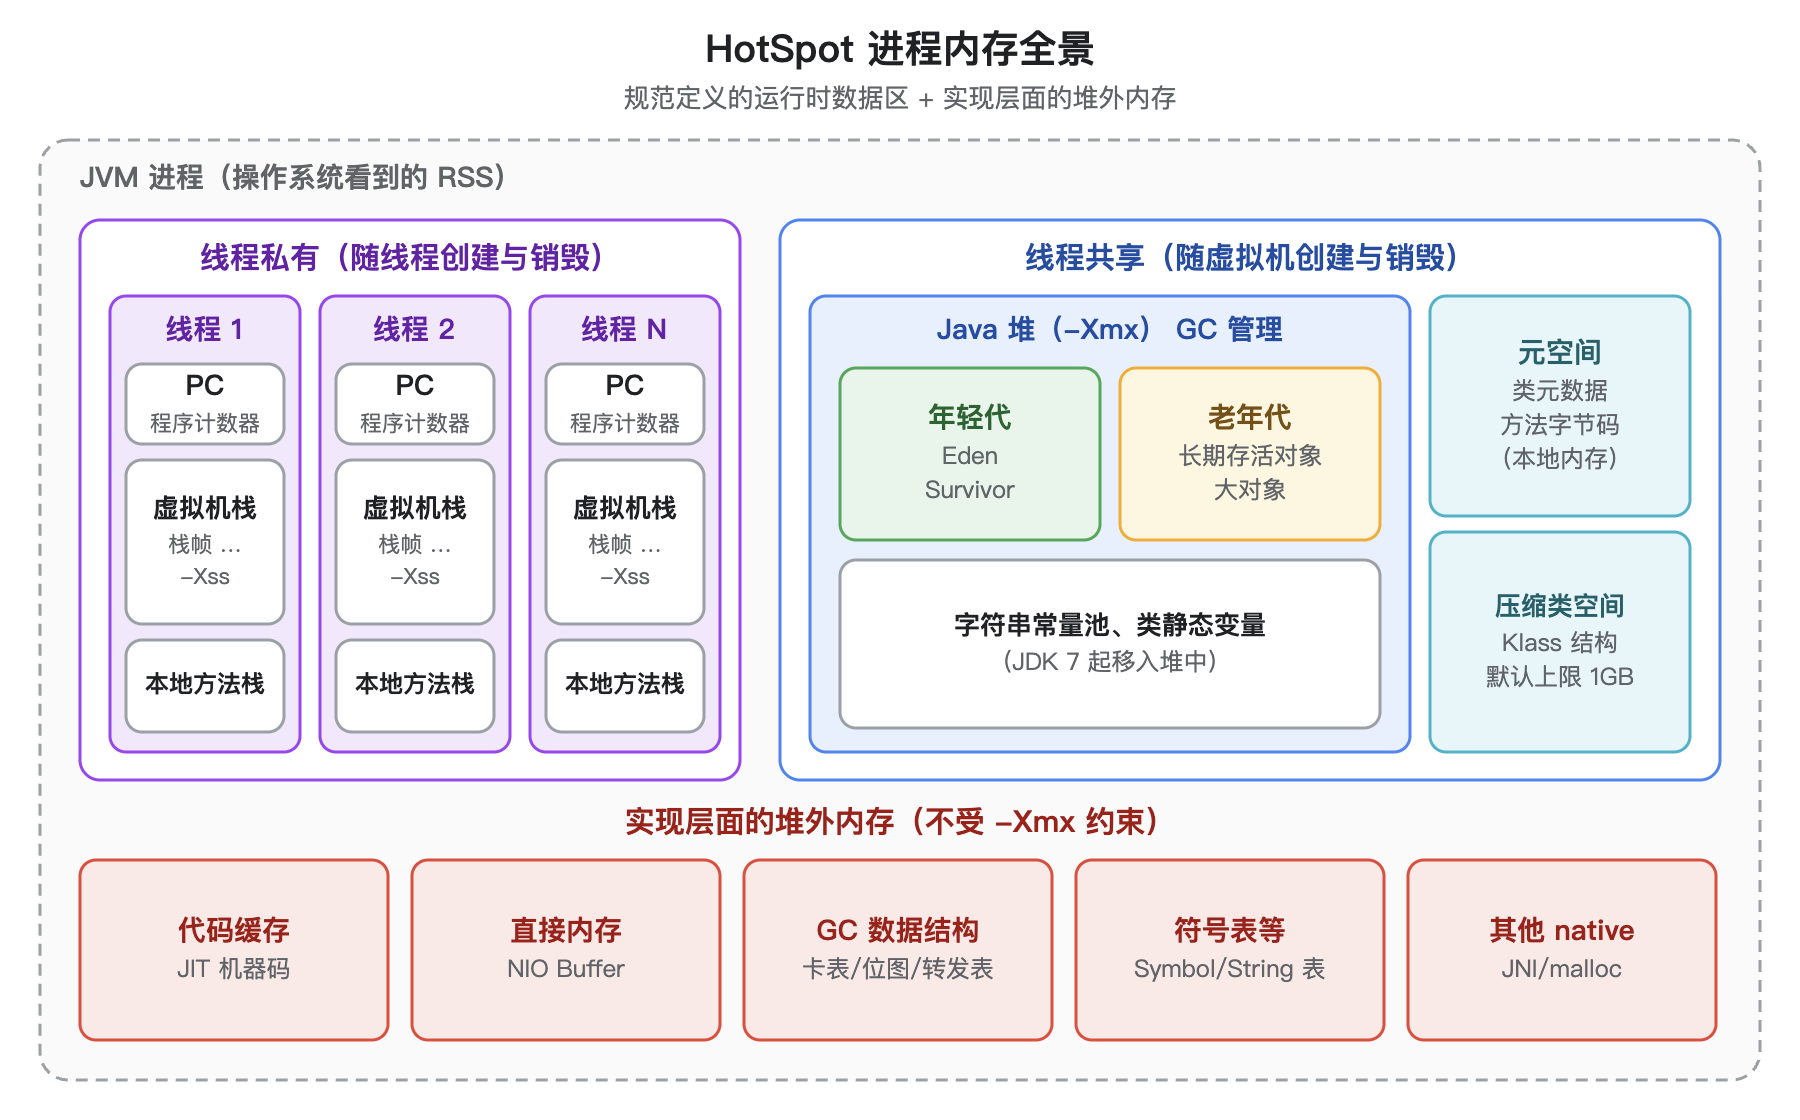 HotSpot 进程内存全景
规范定义的运行时数据区 + 实现层面的堆外内存
JVM 进程（操作系统看到的 RSS）
线程私有（随线程创建与销毁）
线程 1
PC
程序计数器
虚拟机栈
栈帧 ...
–Xss
本地方法栈
线程 2
PC
程序计数器
虚拟机栈
栈帧 ...
–Xss
本地方法栈
线程 N
PC
程序计数器
虚拟机栈
栈帧 ...
–Xss
本地方法栈
线程共享（随虚拟机创建与销毁）
Java 堆（–Xmx） GC 管理
年轻代
Eden
Survivor
老年代
长期存活对象
大对象
字符串常量池、类静态变量
（JDK 7 起移入堆中）
元空间
类元数据
方法字节码
（本地内存）
压缩类空间
Klass 结构
默认上限 1GB
实现层面的堆外内存（不受 –Xmx 约束）
代码缓存
JIT 机器码
直接内存
NIO Buffer
GC 数据结构
卡表/位图/转发表
符号表等
Symbol/String 表
其他 native
JNI/malloc